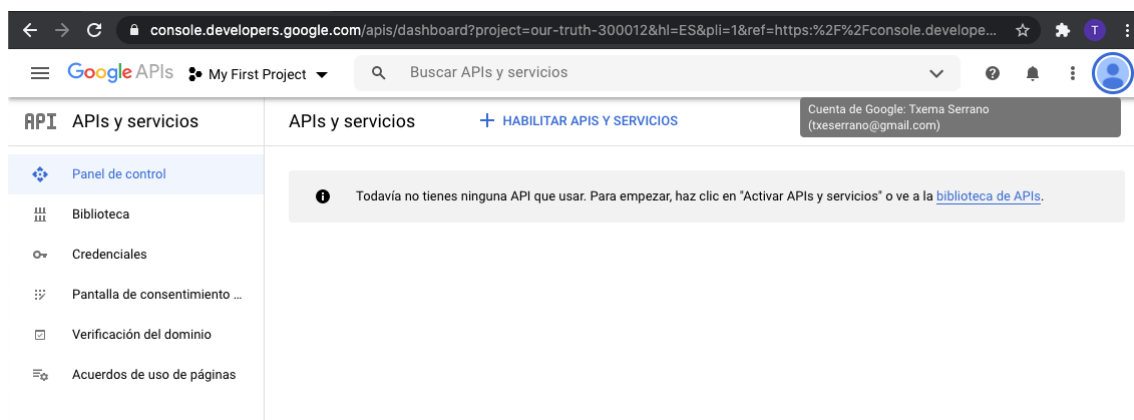 console.developers.google.com/apis/dashboard?project=our-truth-300012&hl=ES&pli=1&ref=https:%2F%2Fconsole.develope...
T
Google APIs My First Project Buscar APIs y servicios
Cuenta de Google: Txema Serrano
(txeserrano@gmail.com)
API APIs y servicios
APIs y servicios
HABILITAR APIS Y SERVICIOS
Panel de control
Todavía no tienes ninguna API que usar. Para empezar, haz clic en "Activar APIs y servicios" o ve a la biblioteca de APIs.
Biblioteca
Credenciales
Pantalla de consentimiento ...
Verificación del dominio
Acuerdos de uso de páginas